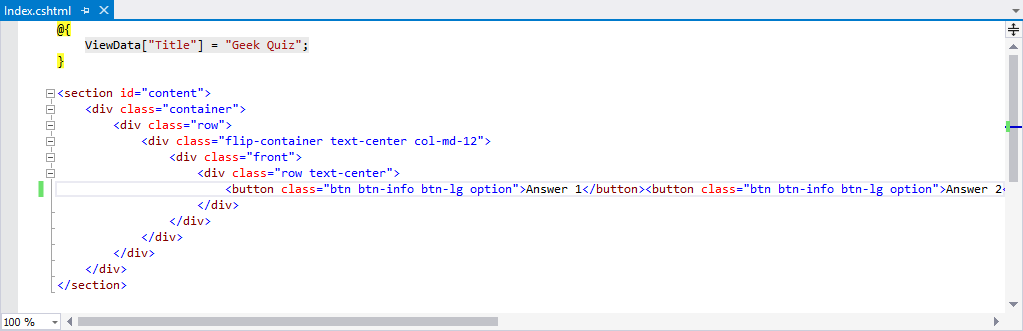 Index.cshtml
@{
    ViewData["Title"] = "Geek Quiz";
}
<section id="content">
    <div class="container">
        <div class="row">
            <div class="flip-container text-center col-md-12">
                <div class="front">
                    <div class="row text-center">
                        <button class="btn btn-info btn-lg option">Answer 1</button><button class="btn btn-info btn-lg option">Answer 2<
                    </div>
                </div>
            </div>
        </div>
    </div>
</section>
100 %